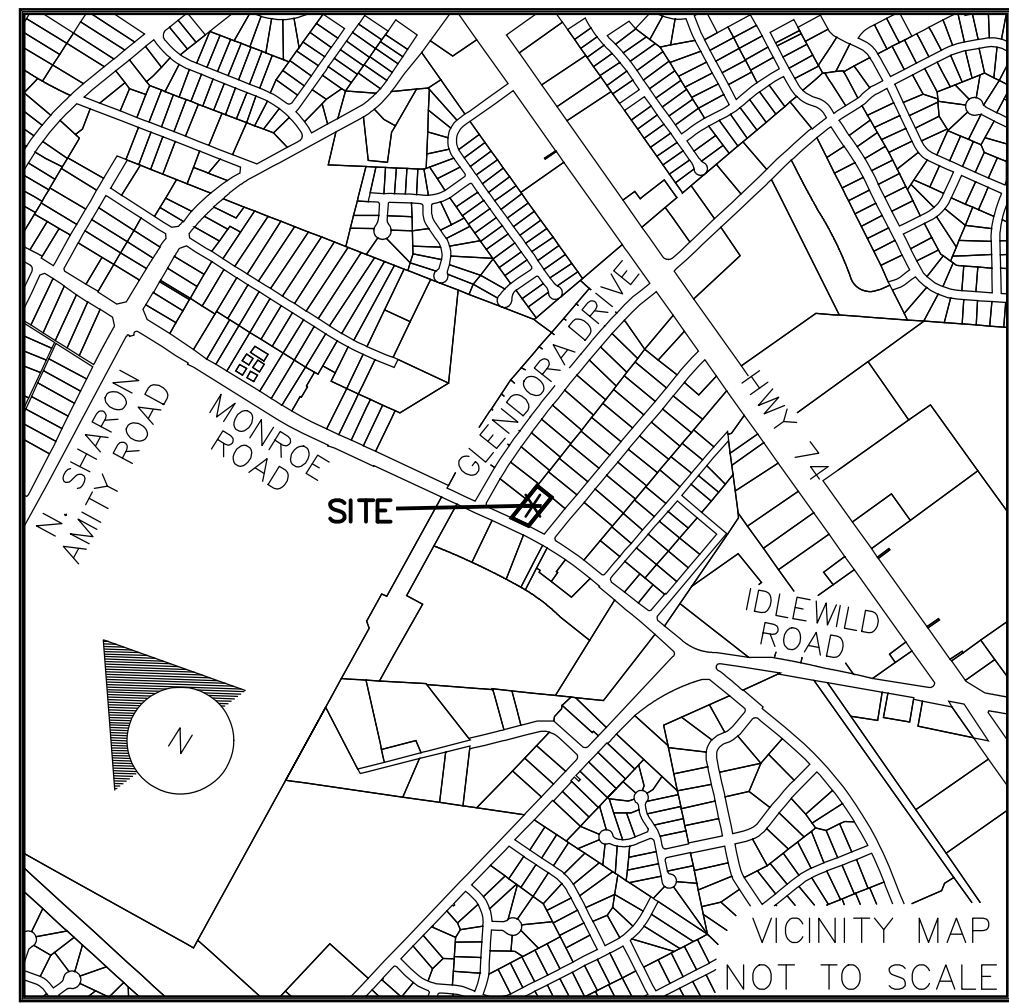 GLENDORA DRIVE
HWY 74
N. SHARON
AMITY ROAD
MONROE
ROAD
SITE
IDLEWILD
ROAD
N
VICINITY MAP
NOT TO SCALE